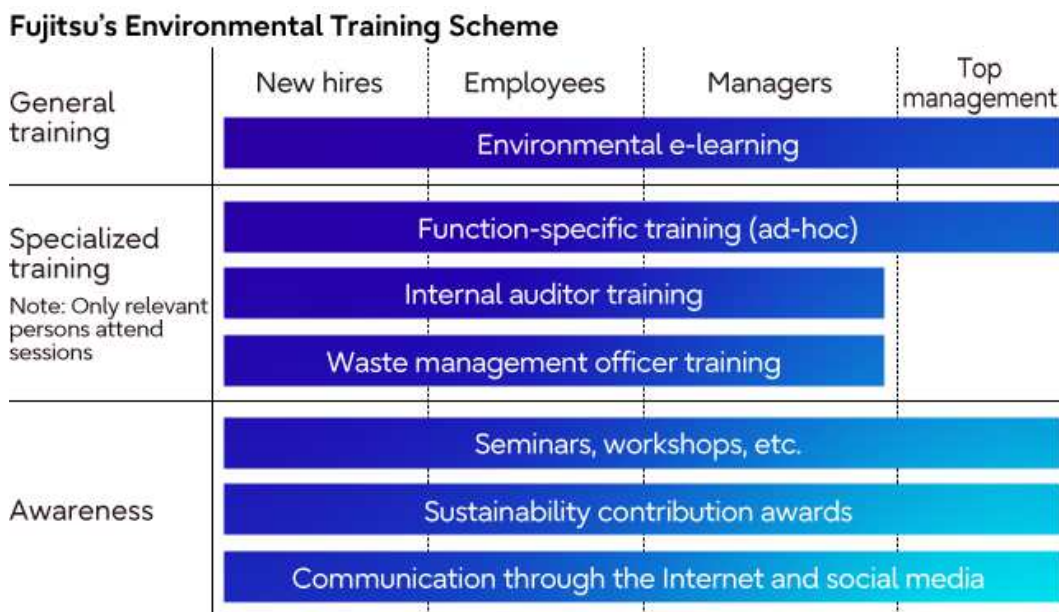 Fujitsu's Environmental Training Scheme
New hires
Employees
Managers
Top
management
General
training
Environmental e-learning
Specialized
training
Note: Only relevant
persons attend
sessions
Function-specific training (ad-hoc)
Internal auditor training
Waste management officer training
Awareness
Seminars, workshops, etc.
Sustainability contribution awards
Communication through the Internet and social media